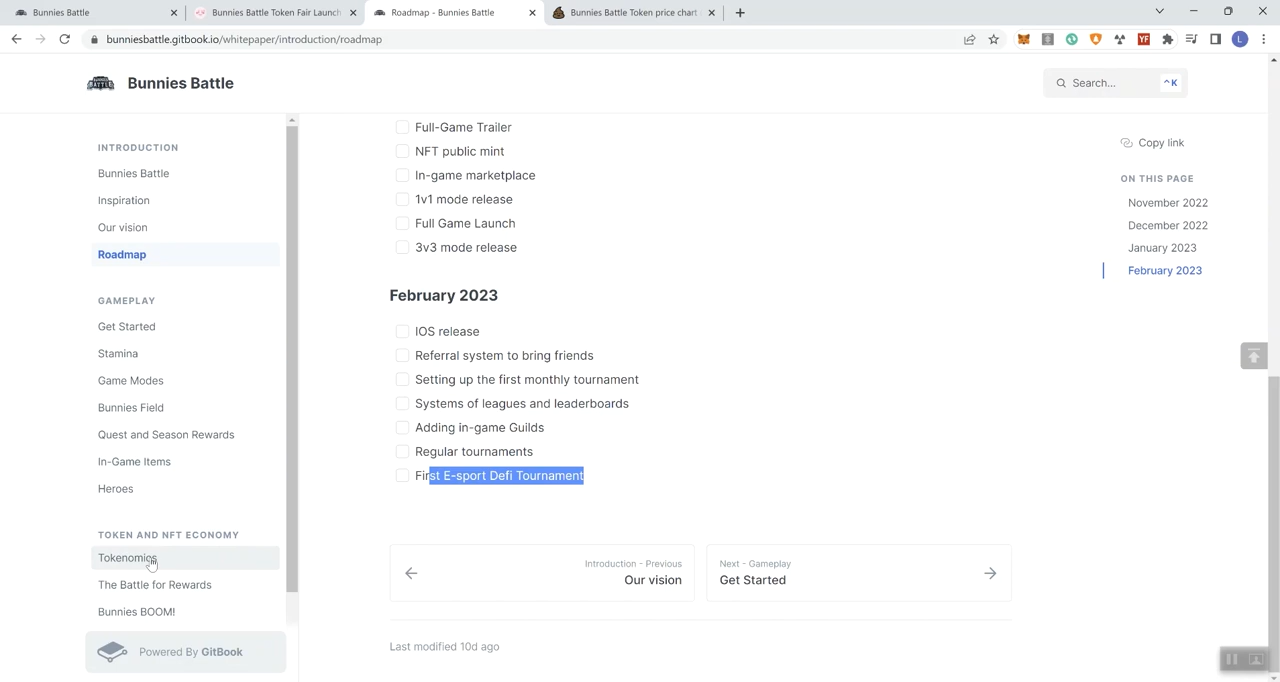 Bunnies Battle
Bunnies Battle Token Fair Launch
Roadmap - Bunnies Battle
Bunnies Battle Token price chart
bunniesbattle.gitbook.io/whitepaper/introduction/roadmap
YF
L
BATTLE
Bunnies Battle
Search...
^K
INTRODUCTION
Bunnies Battle
Inspiration
Our vision
Roadmap
GAMEPLAY
Get Started
Stamina
Game Modes
Bunnies Field
Quest and Season Rewards
In-Game Items
Heroes
TOKEN AND NFT ECONOMY
Tokenomics
The Battle for Rewards
Bunnies BOOM!
Powered By GitBook
Full-Game Trailer
NFT public mint
In-game marketplace
1v1 mode release
Full Game Launch
3v3 mode release
February 2023
IOS release
Referral system to bring friends
Setting up the first monthly tournament
Systems of leagues and leaderboards
Adding in-game Guilds
Regular tournaments
First E-sport Defi Tournament
Introduction - Previous
Our vision
Next - Gameplay
Get Started
Last modified 10d ago
Copy link
ON THIS PAGE
November 2022
December 2022
January 2023
February 2023